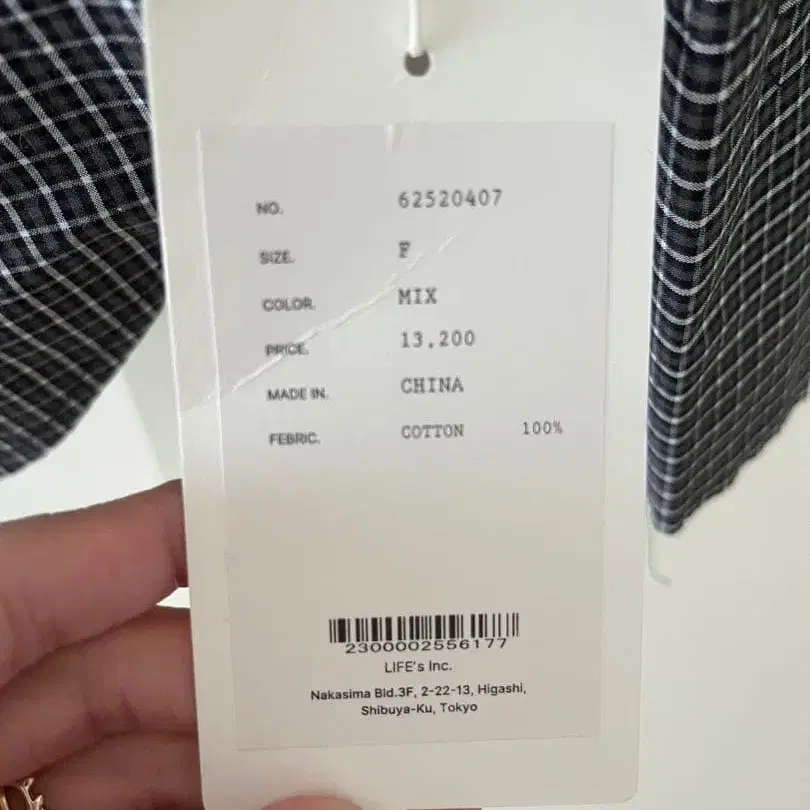 NO. 62520407
SIZE. F
COLOR. MIX
PRICE. 13,200
MADE IN. CHINA
FEBRIC. COTTON 100%
2300002556177
LIFE's Inc.
Nakasima Bld.3F, 2-22-13, Higashi,
Shibuya-Ku, Tokyo